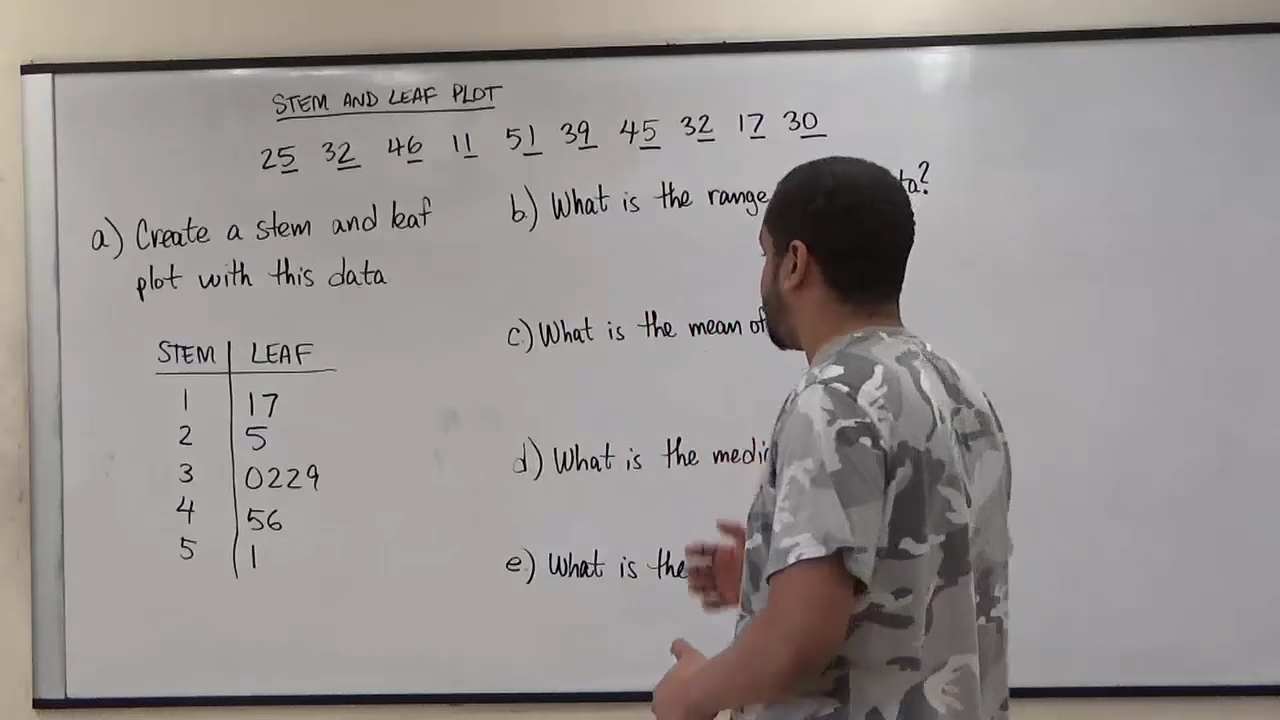 STEM AND LEAF PLOT
25 32 46 11 51 39 45 32 17 30
a) Create a stem and leaf
plot with this data
STEM LEAF
1 17
2 5
3 0229
4 56
5 1
b) What is the range
c) What is the mean of
d) What is the
e) What is the